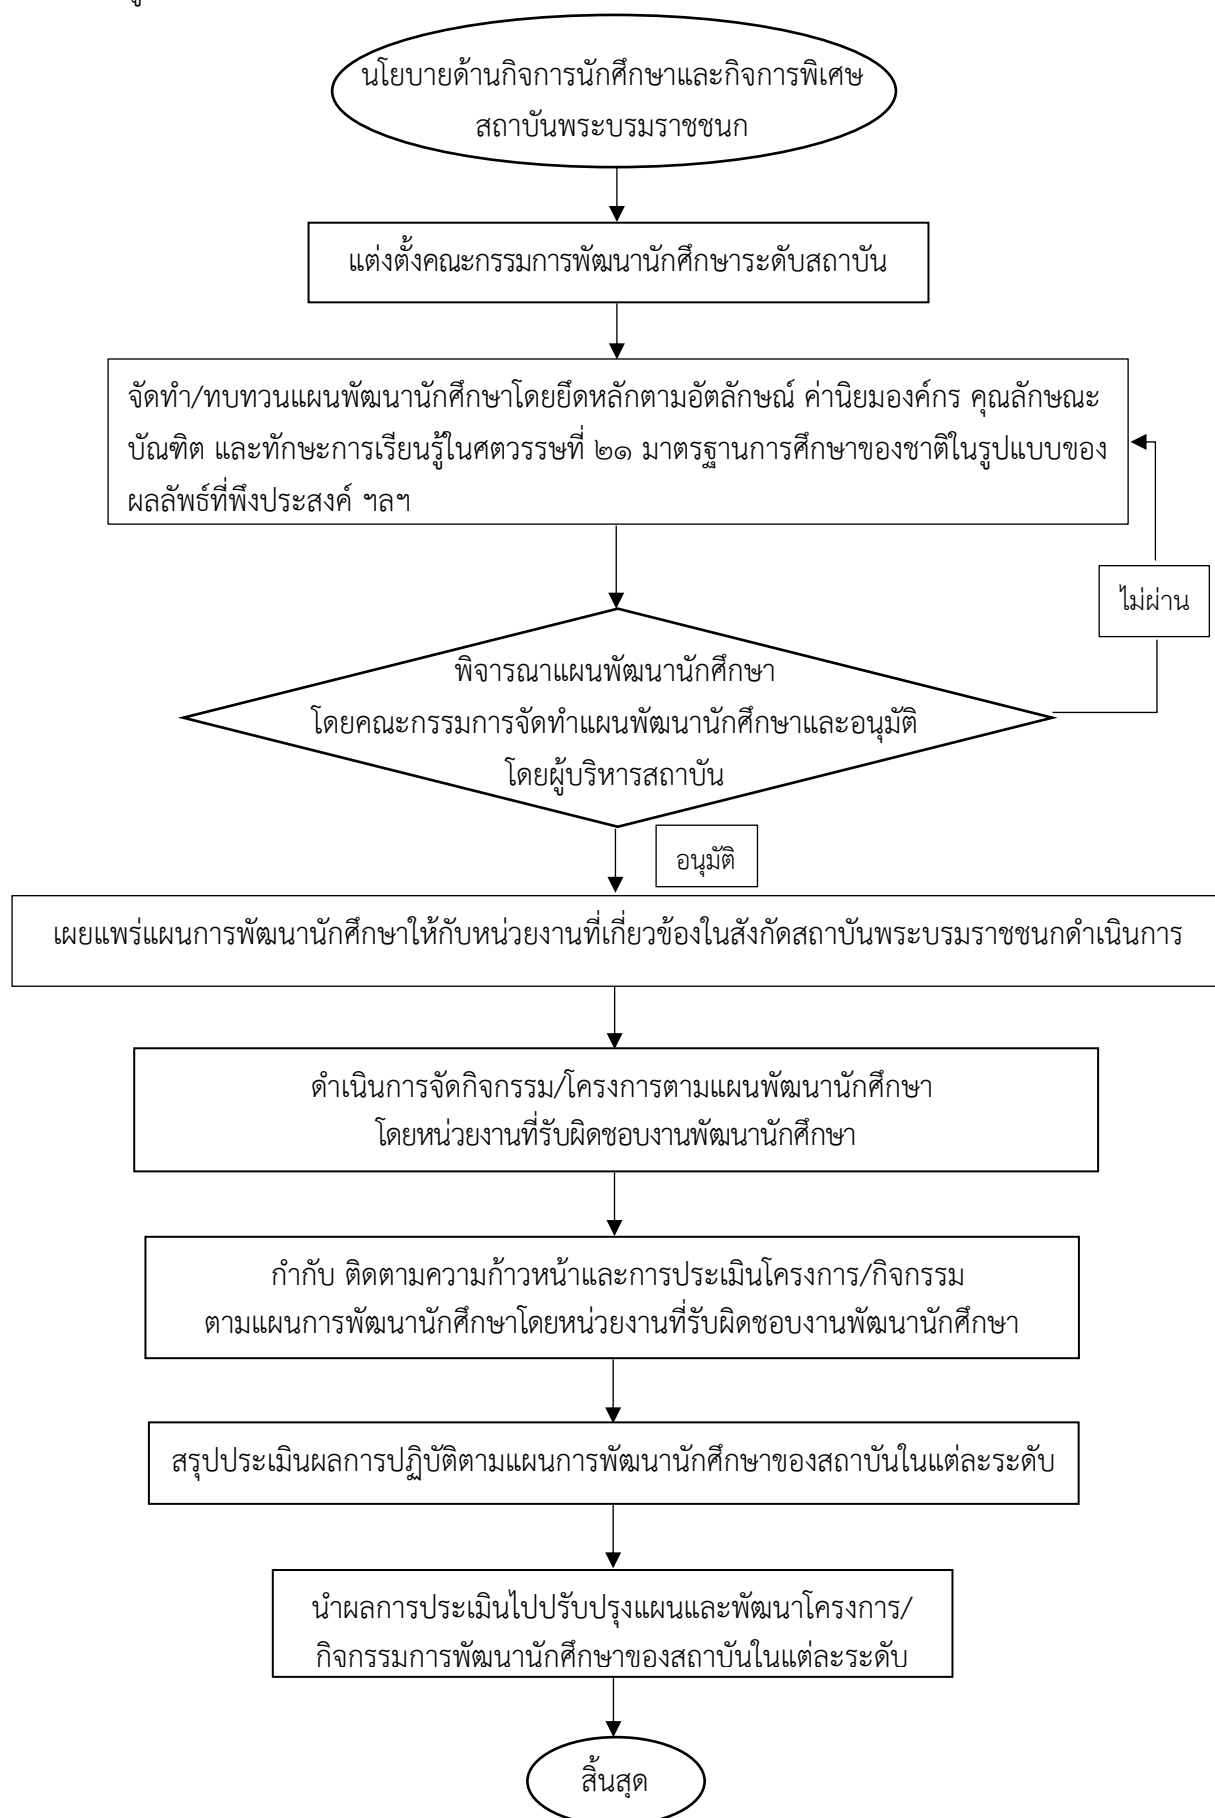 นโยบายด้านกิจการนักศึกษาและกิจการพิเศษ
สถาบันพระบรมราชชนก
แต่งตั้งคณะกรรมการพัฒนานักศึกษาระดับสถาบัน
จัดทำ/ทบทวนแผนพัฒนานักศึกษาโดยยึดหลักตามอัตลักษณ์ ค่านิยมองค์กร คุณลักษณะ
บัณฑิต และทักษะการเรียนรู้ในศตวรรษที่ ๒๑ มาตรฐานการศึกษาของชาติในรูปแบบของ
ผลลัพธ์ที่พึงประสงค์ ฯลฯ
ไม่ผ่าน
พิจารณาแผนพัฒนานักศึกษา
โดยคณะกรรมการจัดทำแผนพัฒนานักศึกษาและอนุมัติ
โดยผู้บริหารสถาบัน
อนุมัติ
เผยแพร่แผนการพัฒนานักศึกษาให้กับหน่วยงานที่เกี่ยวข้องในสังกัดสถาบันพระบรมราชชนกดำเนินการ
ดำเนินการจัดกิจกรรม/โครงการตามแผนพัฒนานักศึกษา
โดยหน่วยงานที่รับผิดชอบงานพัฒนานักศึกษา
กำกับ ติดตามความก้าวหน้าและการประเมินโครงการ/กิจกรรม
ตามแผนการพัฒนานักศึกษาโดยหน่วยงานที่รับผิดชอบงานพัฒนานักศึกษา
สรุปประเมินผลการปฏิบัติตามแผนการพัฒนานักศึกษาของสถาบันในแต่ละระดับ
นำผลการประเมินไปปรับปรุงแผนและพัฒนาโครงการ/
กิจกรรมการพัฒนานักศึกษาของสถาบันในแต่ละระดับ
สิ้นสุด